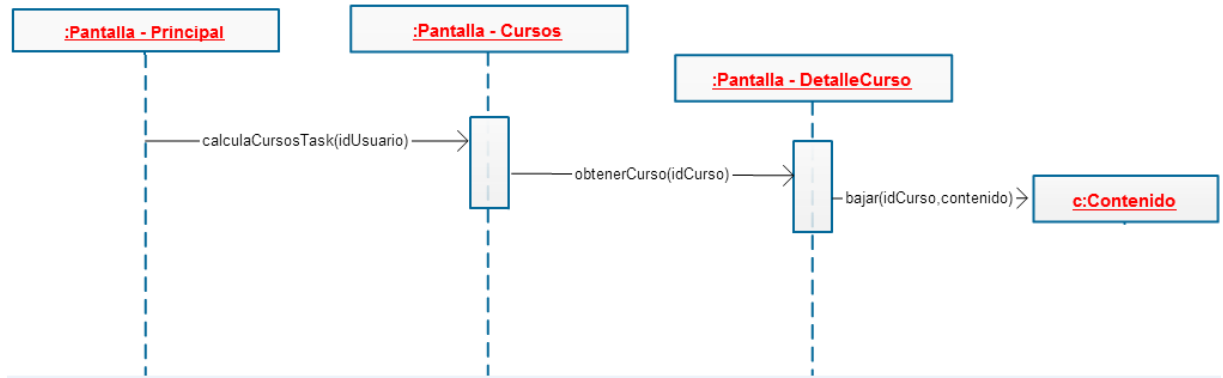 :Pantalla - Principal
:Pantalla - Cursos
:Pantalla - DetalleCurso
calculaCursosTask(idUsuario)
obtenerCurso(idCurso)
bajar(idCurso,contenido)
c:Contenido